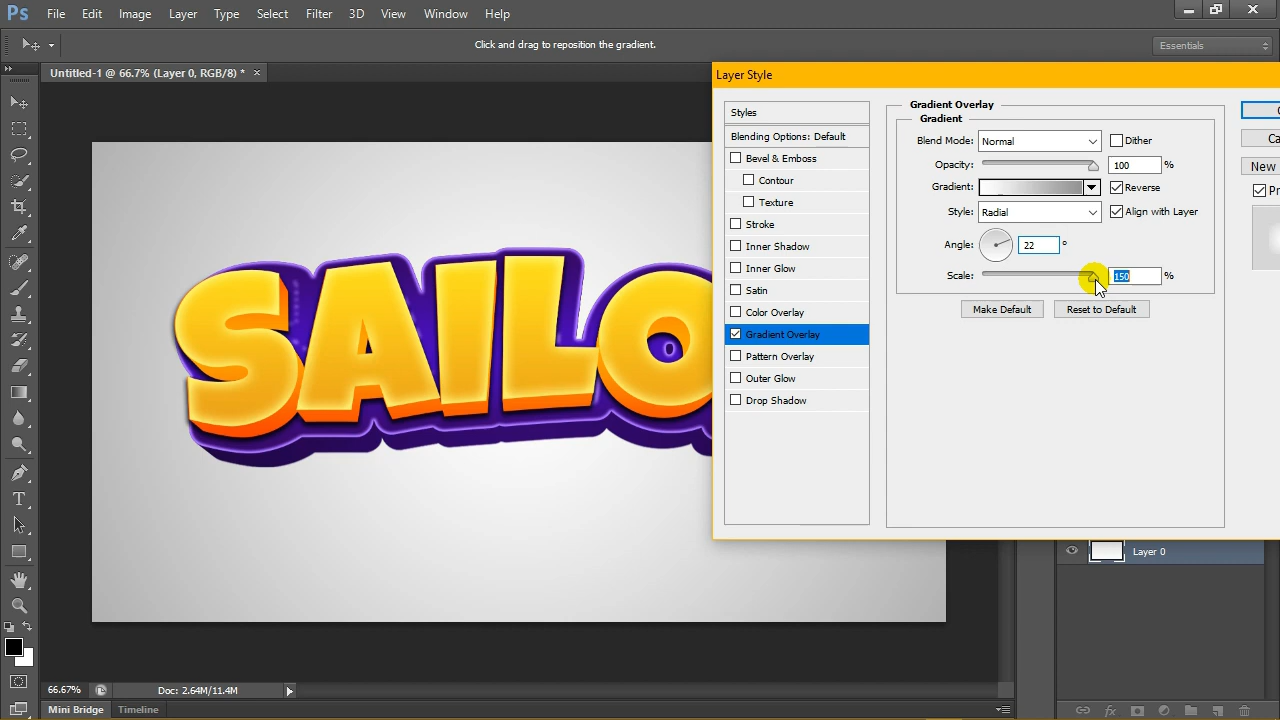 Ps File Edit Image Layer Type Select Filter 3D View Window Help
Click and drag to reposition the gradient.
Essentials
Untitled-1 @ 66.7% (Layer 0, RGB/8) * ×
Layer Style
Styles
Blending Options: Default
Bevel & Emboss
Contour
Texture
Stroke
Inner Shadow
Inner Glow
Satin
Color Overlay
Gradient Overlay
Pattern Overlay
Outer Glow
Drop Shadow
Gradient Overlay
Gradient
Blend Mode: Normal Dither
Opacity: 100 %
Gradient: Reverse
Style: Radial Align with Layer
Angle: 22 °
Scale: 150 %
Make Default Reset to Default
New
SAILO
Layer 0
66.67% Doc: 2.64M/11.4M
Mini Bridge Timeline